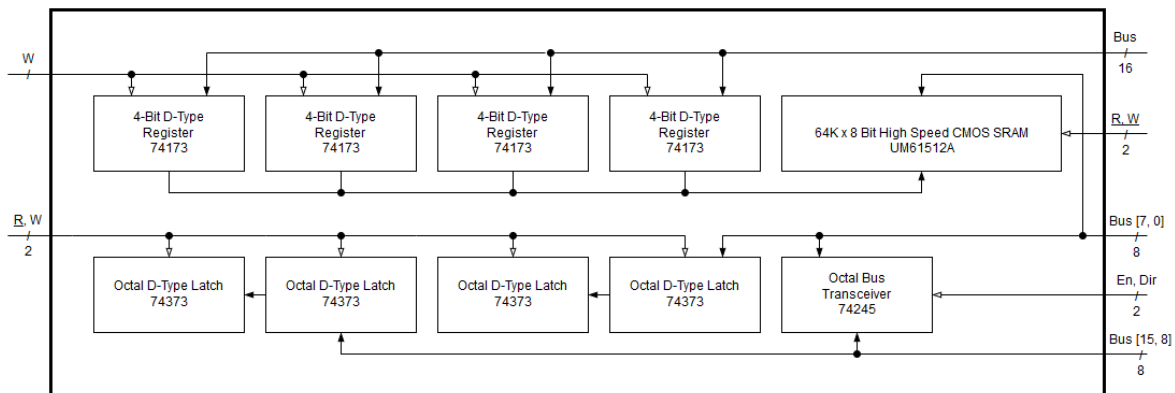 Bus
W
16
4-Bit D-Type
Register
74173
4-Bit D-Type
Register
74173
4-Bit D-Type
Register
74173
4-Bit D-Type
Register
74173
64K x 8 Bit High Speed CMOS SRAM
UM61512A
R, W
2
R, W
2
Bus [7, 0]
8
Octal D-Type Latch
74373
Octal D-Type Latch
74373
Octal D-Type Latch
74373
Octal D-Type Latch
74373
Octal Bus
Transceiver
74245
En, Dir
2
Bus [15, 8]
8